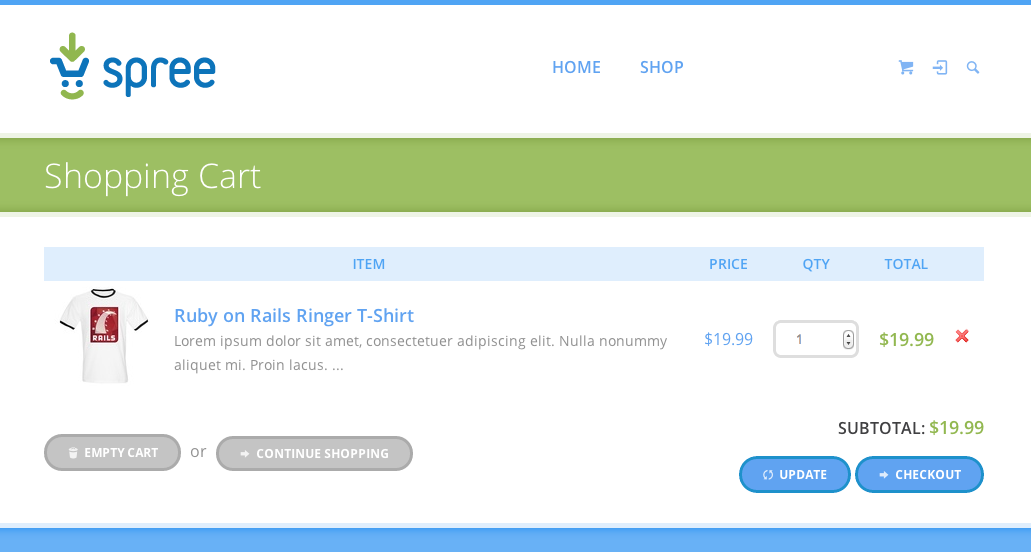 spree
HOME SHOP
Shopping Cart
ITEM PRICE QTY TOTAL
RAILS
Ruby on Rails Ringer T-Shirt
Lorem ipsum dolor sit amet, consectetuer adipiscing elit. Nulla nonummy
aliquet mi. Proin lacus. ...
$19.99 1 $19.99
SUBTOTAL: $19.99
EMPTY CART or CONTINUE SHOPPING
UPDATE CHECKOUT